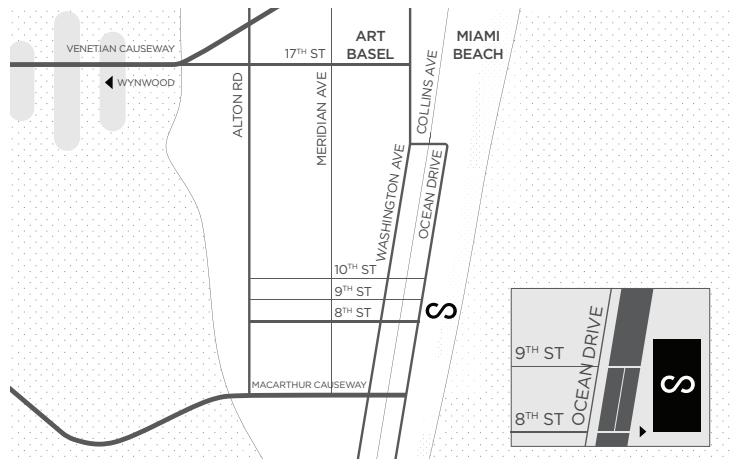 VENETIAN CAUSEWAY
WYNWOOD
17TH ST
ART
BASEL
MIAMI
BEACH
ALTON RD
MERIDIAN AVE
COLLINS AVE
WASHINGTON AVE
OCEAN DRIVE
10TH ST
9TH ST
8TH ST
S
MACARTHUR CAUSEWAY
9TH ST
OCEAN DRIVE
8TH ST
S